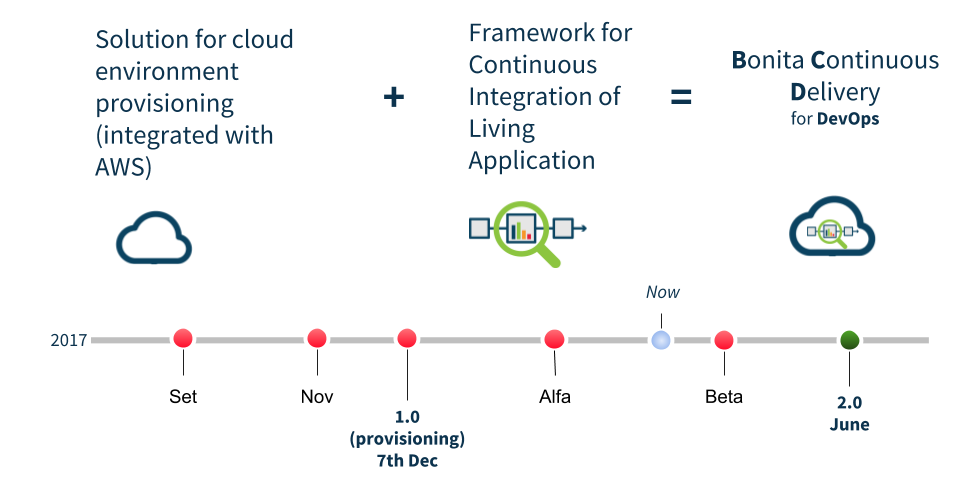 Solution for cloud
environment
provisioning
(integrated with
AWS)
+
Framework for
Continuous
Integration of
Living
Application
=
Bonita Continuous
Delivery
for DevOps
Now
2017
Set
Nov
1.0
(provisioning)
7th Dec
Alfa
Beta
2.0
June